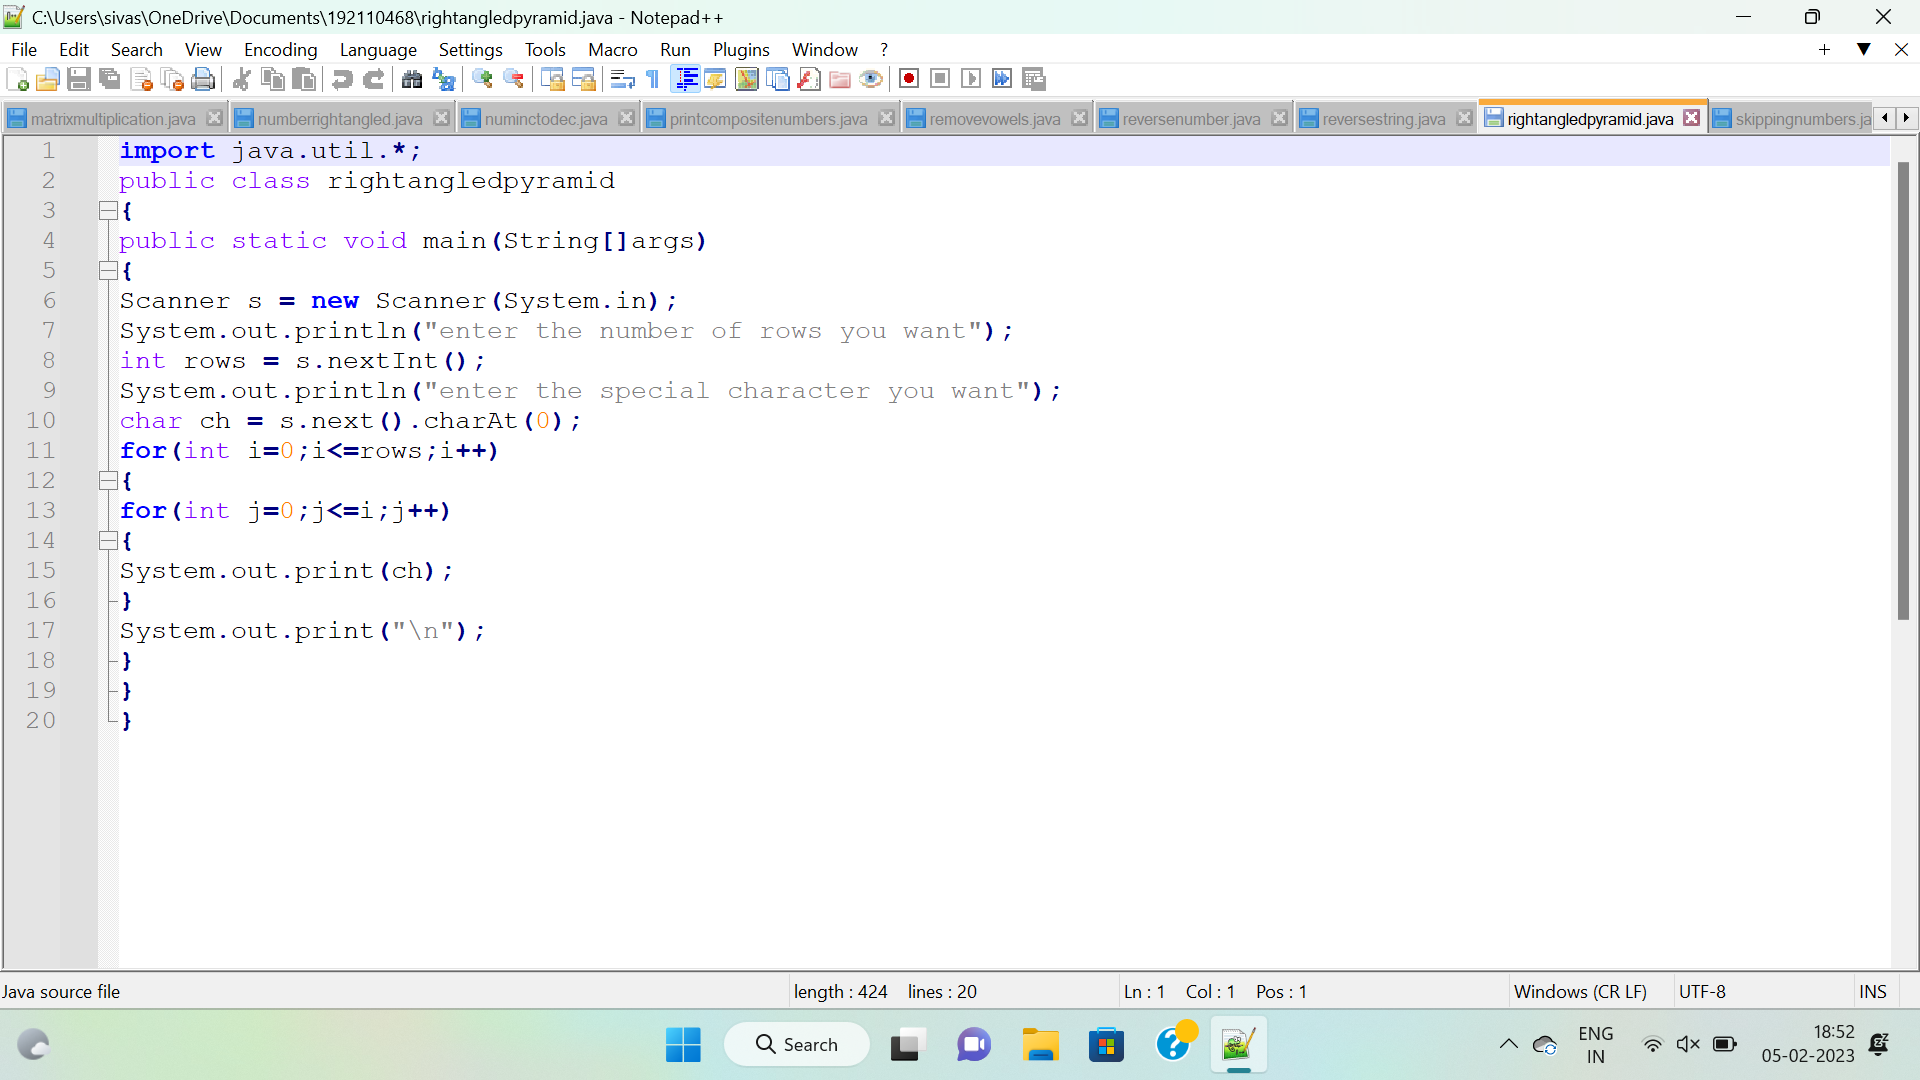 C:\Users\sivas\OneDrive\Documents\192110468\rightangledpyramid.java - Notepad++
File Edit Search View Encoding Language Settings Tools Macro Run Plugins Window ?
matrixmultiplication.java numberrightangled.java numinctodec.java printcompositenumbers.java removevowels.java reversenumber.java reversestring.java rightangledpyramid.java skippingnumbers.ja
1 import java.util.*;
2 public class rightangledpyramid
3 {
4 public static void main(String[]args)
5 {
6 Scanner s = new Scanner(System.in);
7 System.out.println("enter the number of rows you want");
8 int rows = s.nextInt();
9 System.out.println("enter the special character you want");
10 char ch = s.next().charAt(0);
11 for(int i=0;i<=rows;i++)
12 {
13 for(int j=0;j<=i;j++)
14 {
15 System.out.print(ch);
16 }
17 System.out.print("\n");
18 }
19 }
20 }
Java source file length : 424 lines : 20 Ln : 1 Col : 1 Pos : 1 Windows (CR LF) UTF-8 INS
Search
ENG 18:52
IN 05-02-2023